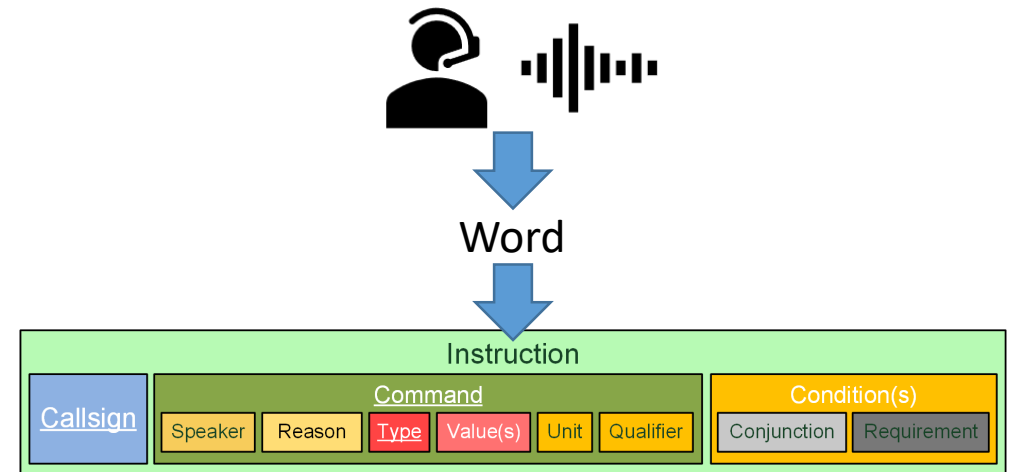 Word
Instruction
Callsign
Command
Speaker Reason Type Value(s) Unit Qualifier
Condition(s)
Conjunction Requirement